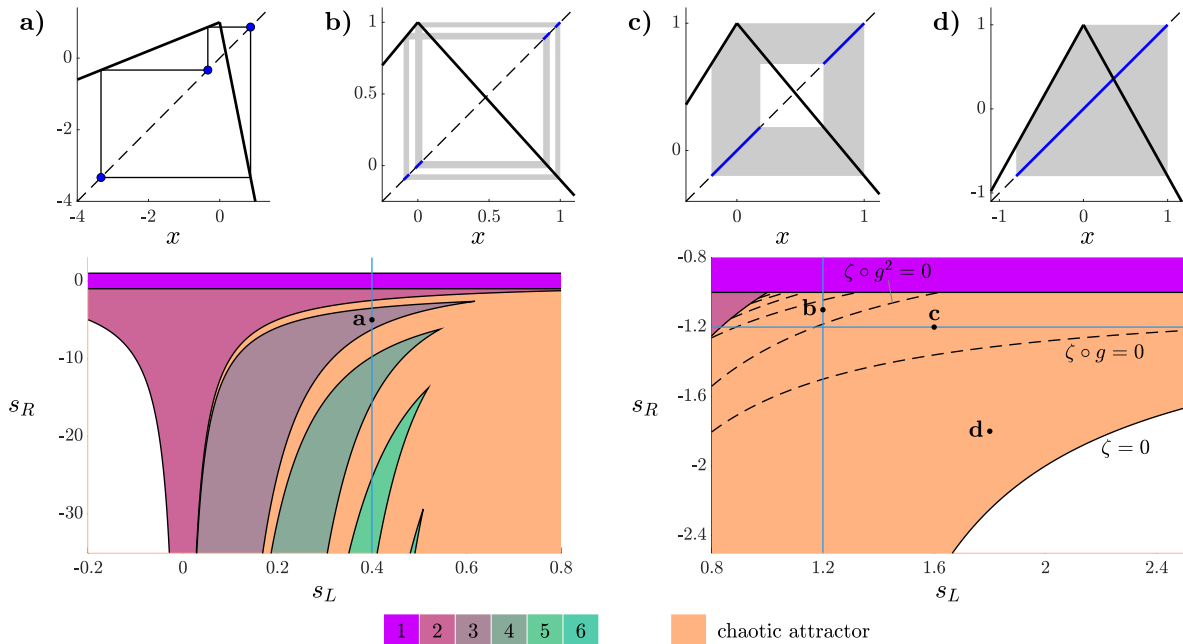 a)
0
-2
-4
-4
-2
0
x
b)
1
0.5
0
0
0.5
1
x
c)
1
0
0
1
x
d)
1
0
-1
-1
0
1
x
0
-10
-20
-30
s_R
a
-0.2
0
0.2
0.4
0.6
0.8
s_L
-0.8
-1.2
-1.6
-2
-2.4
s_R
ζ ∘ g² = 0
b
c
ζ ∘ g = 0
d
ζ = 0
0.8
1.2
1.6
2
2.4
s_L
1 2 3 4 5 6 chaotic attractor